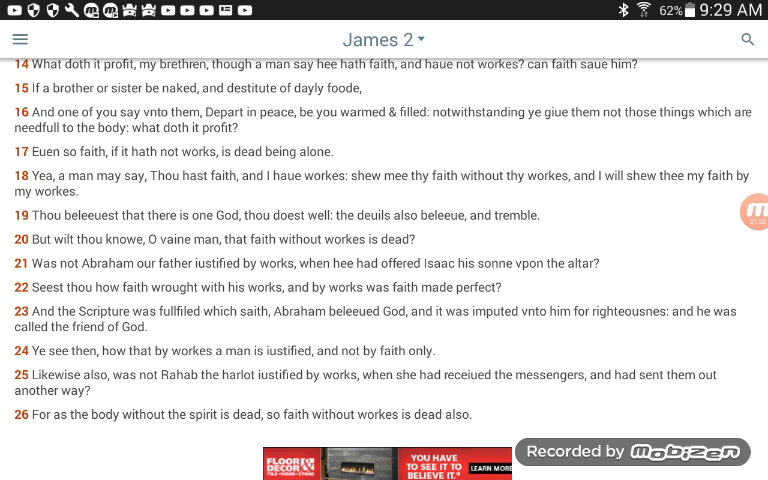 62% 9:29 AM
James 2
14 What doth it profit, my brethren, though a man say hee hath faith, and haue not workes? can faith saue him?
15 If a brother or sister be naked, and destitute of dayly foode,
16 And one of you say vnto them, Depart in peace, be you warmed & filled: notwithstanding ye giue them not those things which are
needfull to the body: what doth it profit?
17 Euen so faith, if it hath not works, is dead being alone.
18 Yea, a man may say, Thou hast faith, and I haue workes: shew mee thy faith without thy workes, and I will shew thee my faith by
my workes.
19 Thou beleeuest that there is one God, thou doest well: the deuils also beleeue, and tremble.
20 But wilt thou knowe, O vaine man, that faith without workes is dead?
21 Was not Abraham our father iustified by works, when hee had offered Isaac his sonne vpon the altar?
22 Seest thou how faith wrought with his works, and by works was faith made perfect?
23 And the Scripture was fullfiled which saith, Abraham beleeued God, and it was imputed vnto him for righteousnes: and he was
called the friend of God.
24 Ye see then, how that by workes a man is iustified, and not by faith only.
25 Likewise also, was not Rahab the harlot iustified by works, when she had receiued the messengers, and had sent them out
another way?
26 For as the body without the spirit is dead, so faith without workes is dead also.
21:32
FLOOR &
DECOR
TILE • WOOD • STONE
YOU HAVE
TO SEE IT TO
BELIEVE IT.
LEARN MORE
Recorded by mobizen